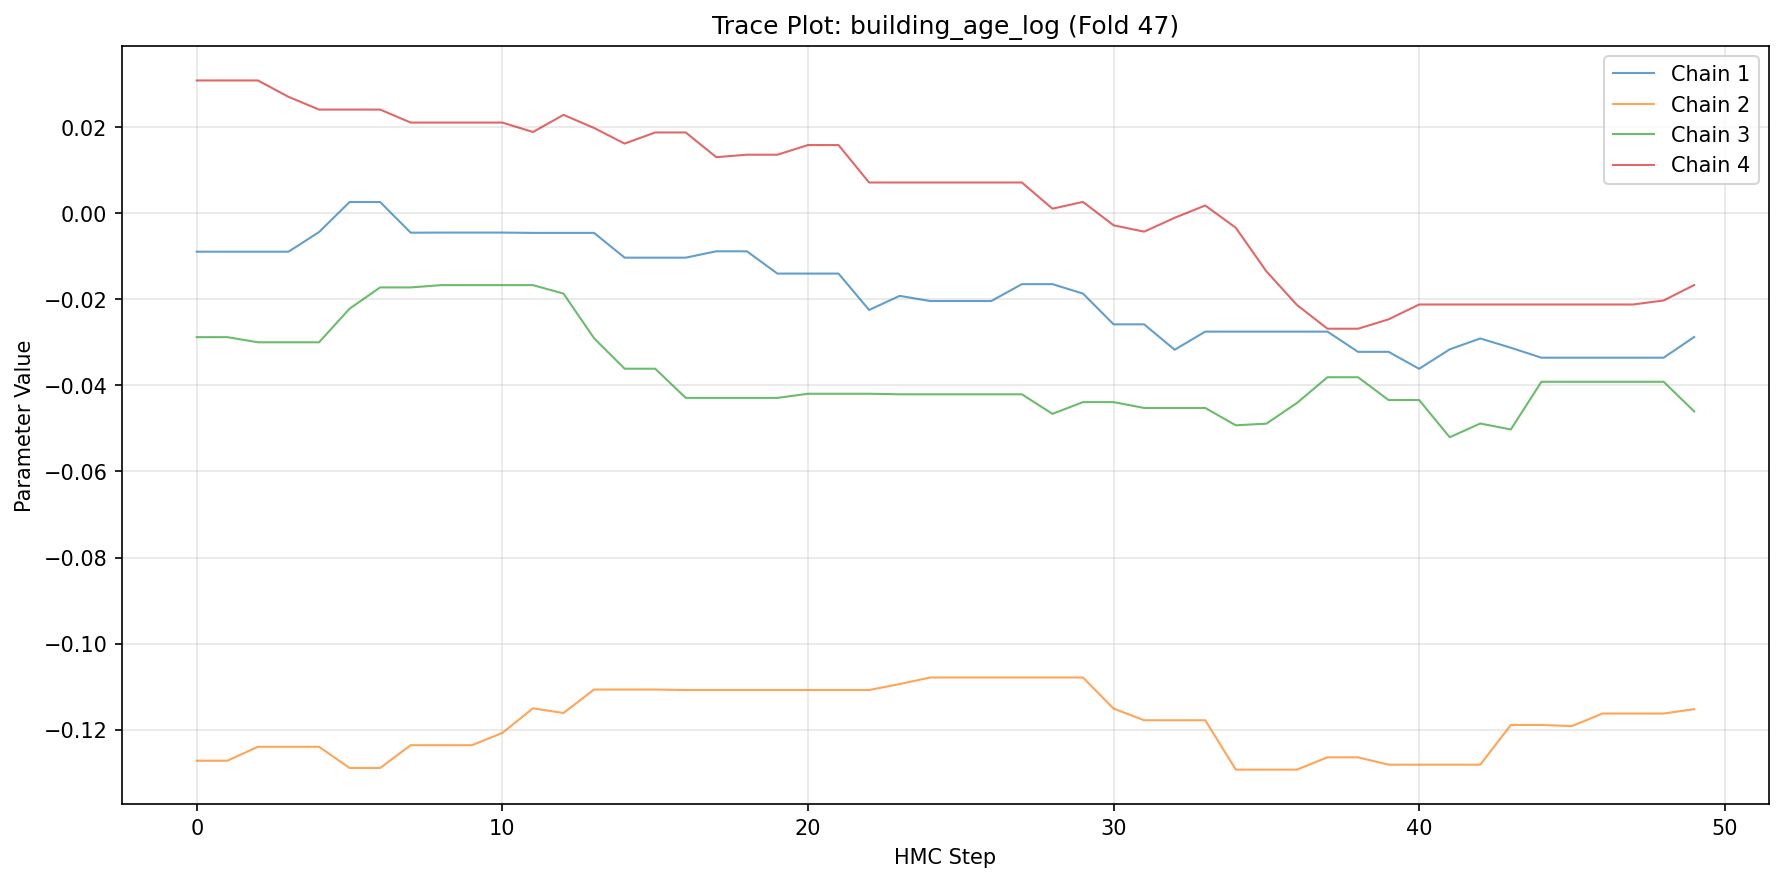 Trace Plot: building_age_log (Fold 47)
Chain 1
Chain 2
Chain 3
Chain 4
Parameter Value
0.02
0.00
−0.02
−0.04
−0.06
−0.08
−0.10
−0.12
0 10 20 30 40 50
HMC Step